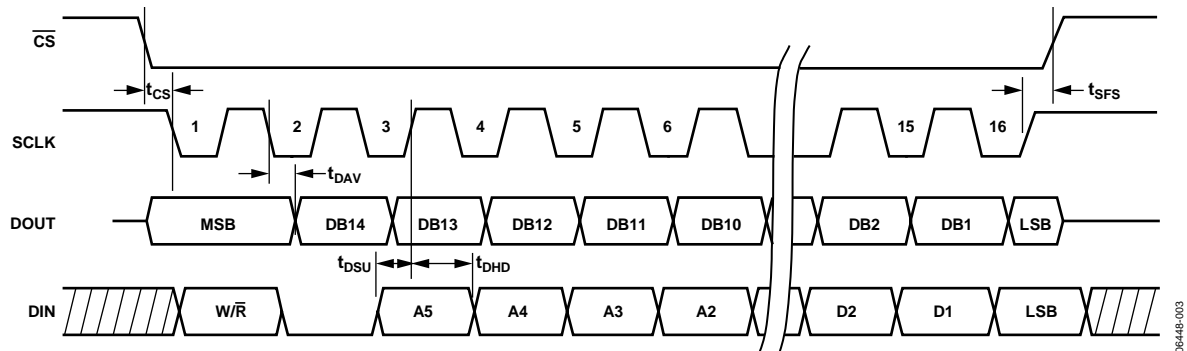 CS
tCS
tSFS
SCLK
1 2 3 4 5 6 15 16
tDAV
DOUT
MSB DB14 DB13 DB12 DB11 DB10 DB2 DB1 LSB
tDSU tDHD
DIN
W/R A5 A4 A3 A2 D2 D1 LSB
06448-003